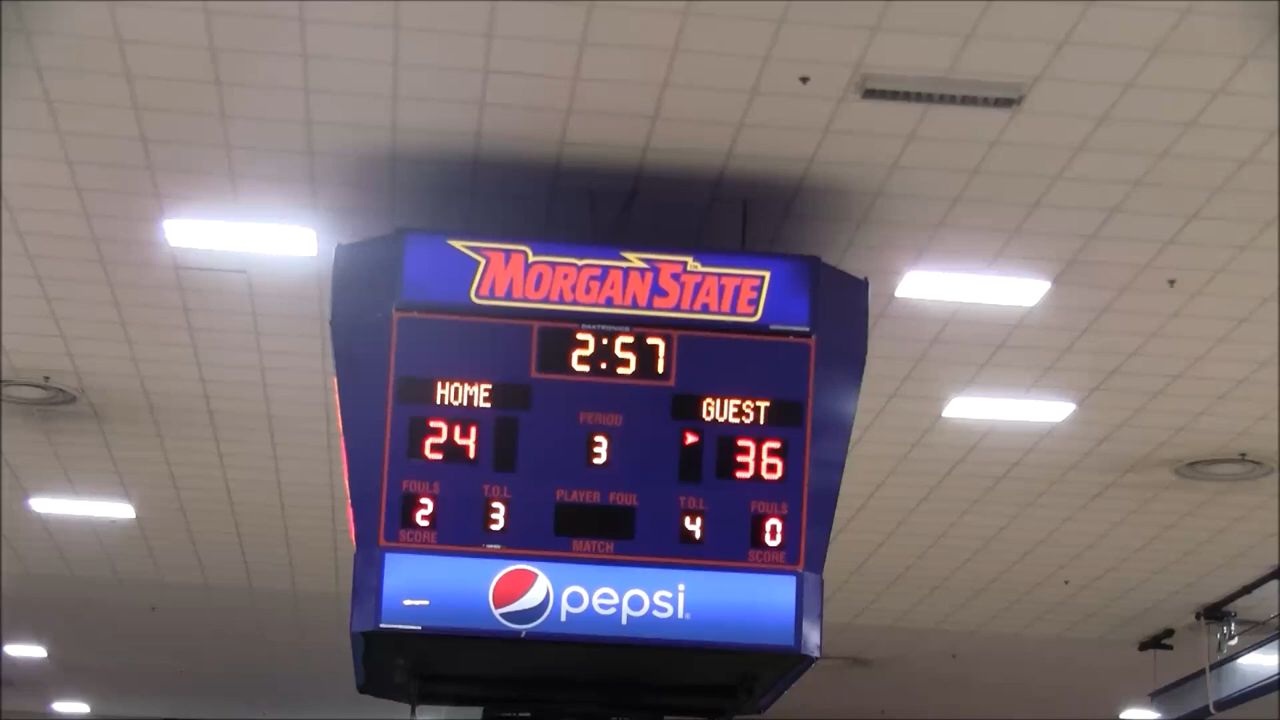 MORGAN STATE
DAKTRONICS
2:57
HOME
GUEST
24
PERIOD
3
36
FOULS
2
SCORE
T.O.L.
3
PLAYER FOUL
MATCH
T.O.L.
4
FOULS
0
SCORE
pepsi